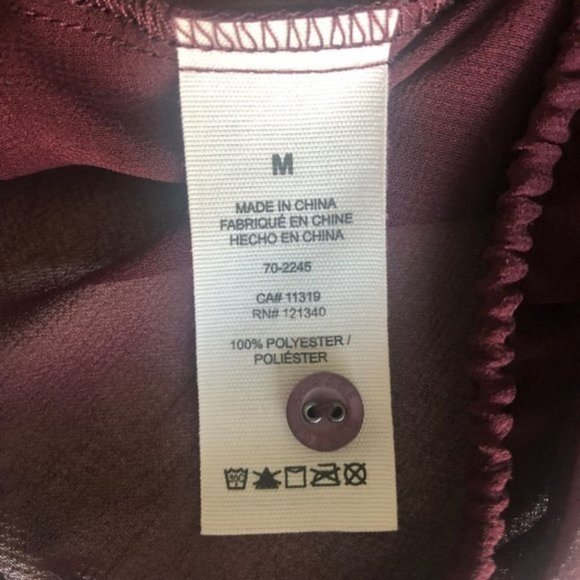 M
MADE IN CHINA
FABRIQUÉ EN CHINE
HECHO EN CHINA
70-2245
CA# 11319
RN# 121340
100% POLYESTER /
POLIÉSTER